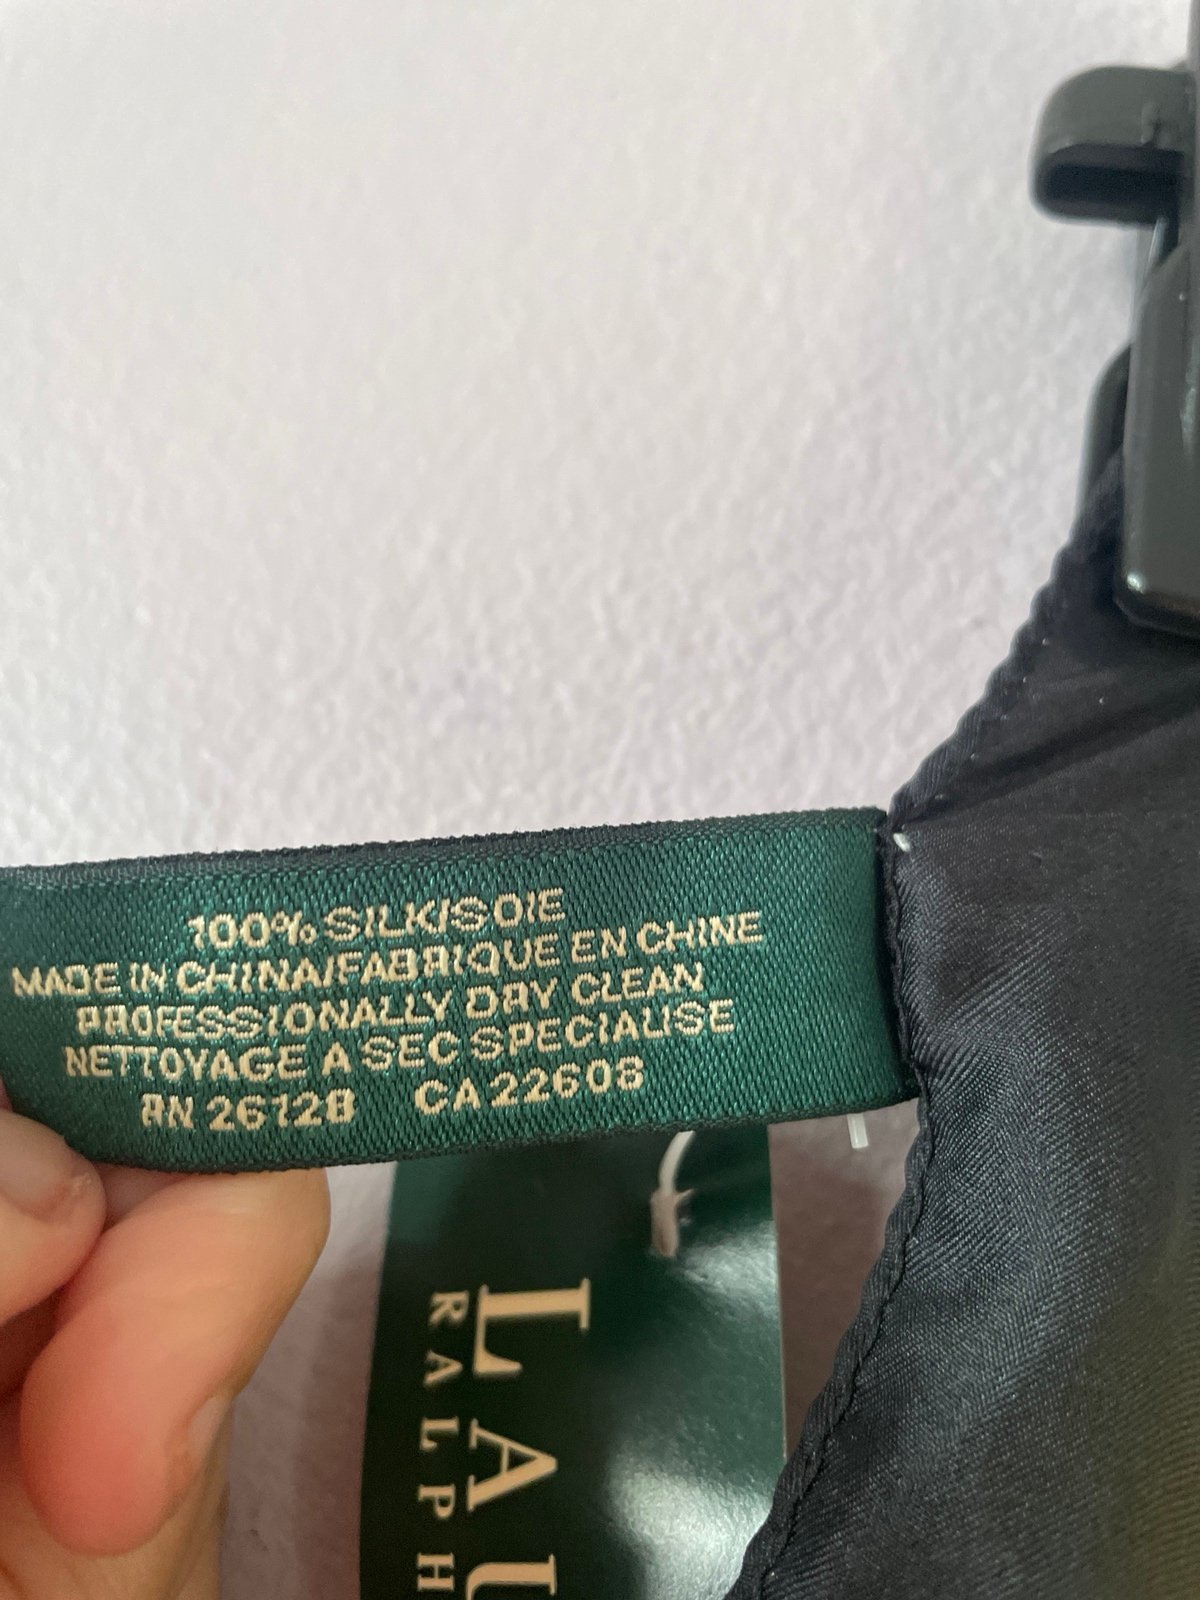 100% SILK/SOIE
MADE IN CHINA/FABRIQUE EN CHINE
PROFESSIONALLY DRY CLEAN
NETTOYAGE A SEC SPECIALISE
RN 26728 CA 22608
LAU
RALPH